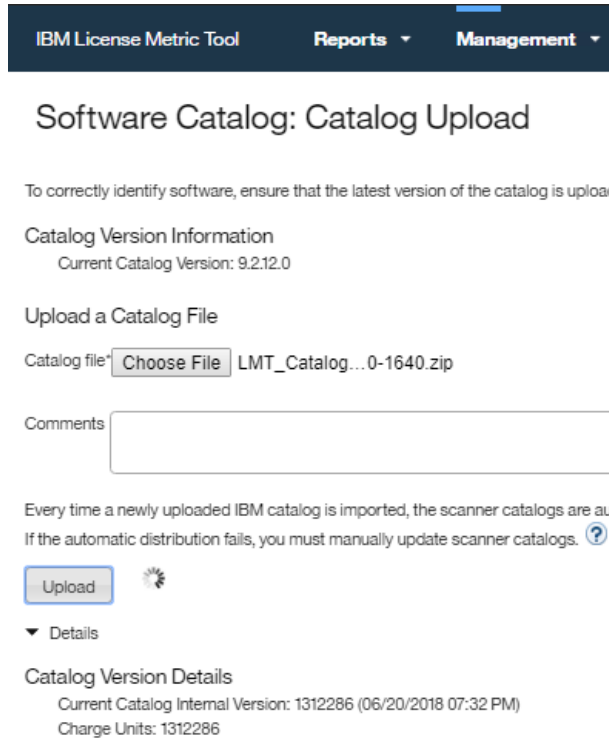 IBM License Metric Tool Reports Management
Software Catalog: Catalog Upload
To correctly identify software, ensure that the latest version of the catalog is
Catalog Version Information
Current Catalog Version: 9.2.12.0
Upload a Catalog File
Catalog file* Choose File LMT_Catalog...0-1640.zip
Comments
Every time a newly uploaded IBM catalog is imported, the scanner catalogs are
If the automatic distribution fails, you must manually update scanner catalogs. ?
Upload
Details
Catalog Version Details
Current Catalog Internal Version: 1312286 (06/20/2018 07:32 PM)
Charge Units: 1312286